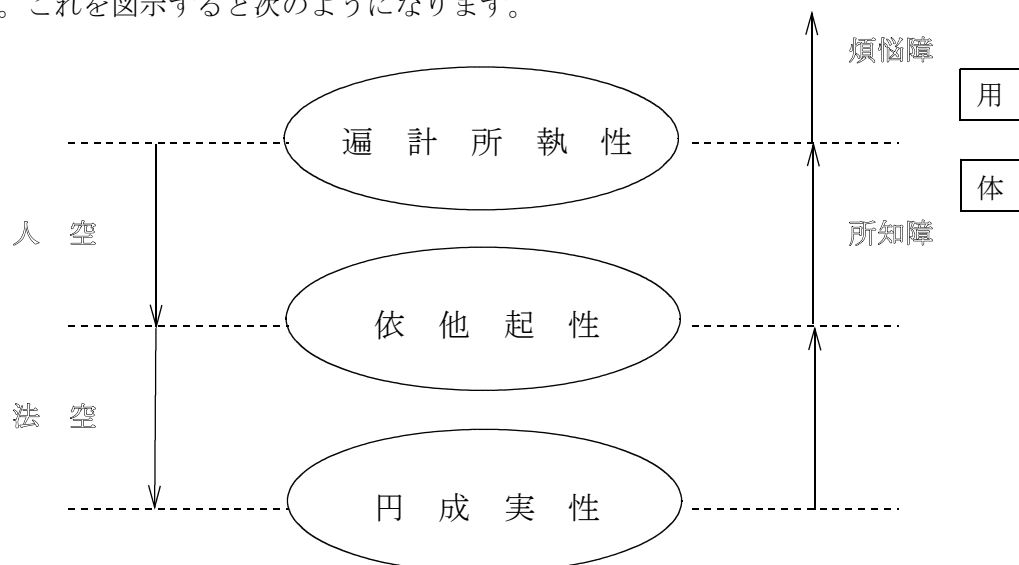 。これを図示すると次のようになります。
煩悩障
用
遍 計 所 執 性
体
人 空
所知障
依 他 起 性
法 空
円 成 実 性